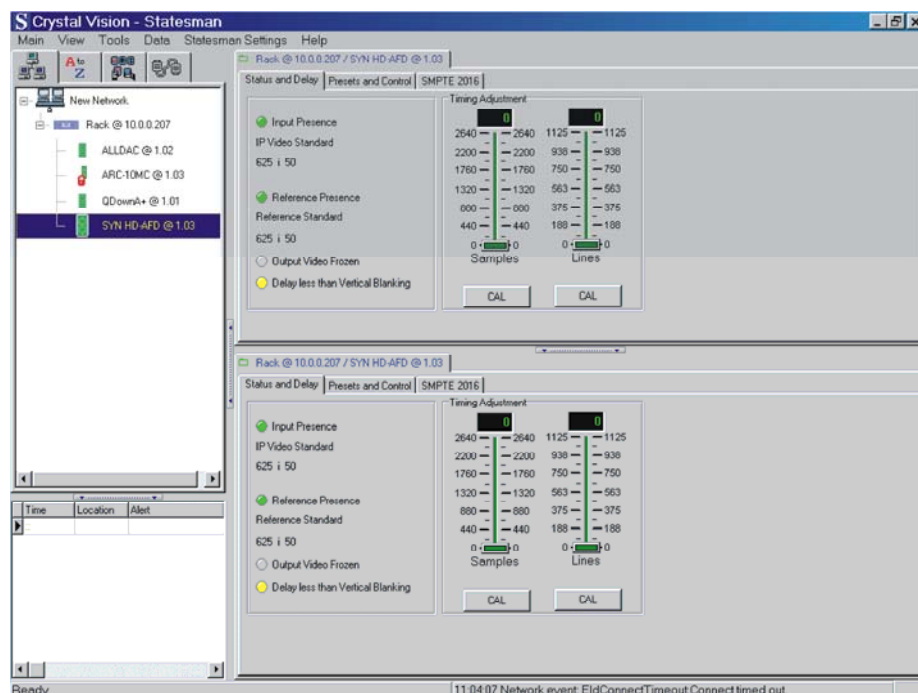 S Crystal Vision - Statesman
Main View Tools Data Statesman Settings Help
A to Z
New Network
Rack @ 10.0.0.207
ALLDAC @ 1.02
ARC-10MC @ 1.03
QDownA+ @ 1.01
SYN HD-AFD @ 1.03
Time Location Alert
Rack @ 10.0.0.207 / SYN HD-AFD @ 1.03
Status and Delay Presets and Control SMPTE 2016
Input Presence
IP Video Standard
625 i 50
Reference Presence
Reference Standard
625 i 50
Output Video Frozen
Delay less than Vertical Blanking
Timing Adjustment
0 0
2640 2640 1125 1125
2200 2200 938 938
1760 1760 750 750
1320 1320 563 563
880 880 375 375
440 440 188 188
0 0 0 0
Samples Lines
CAL CAL
Rack @ 10.0.0.207 / SYN HD-AFD @ 1.03
Status and Delay Presets and Control SMPTE 2016
Input Presence
IP Video Standard
625 i 50
Reference Presence
Reference Standard
625 i 50
Output Video Frozen
Delay less than Vertical Blanking
Timing Adjustment
0 0
2640 2640 1125 1125
2200 2200 938 938
1760 1760 750 750
1320 1320 563 563
880 880 375 375
440 440 188 188
0 0 0 0
Samples Lines
CAL CAL
Ready
11:04:07 Network event: EIdConnectTimeout:Connect timed out